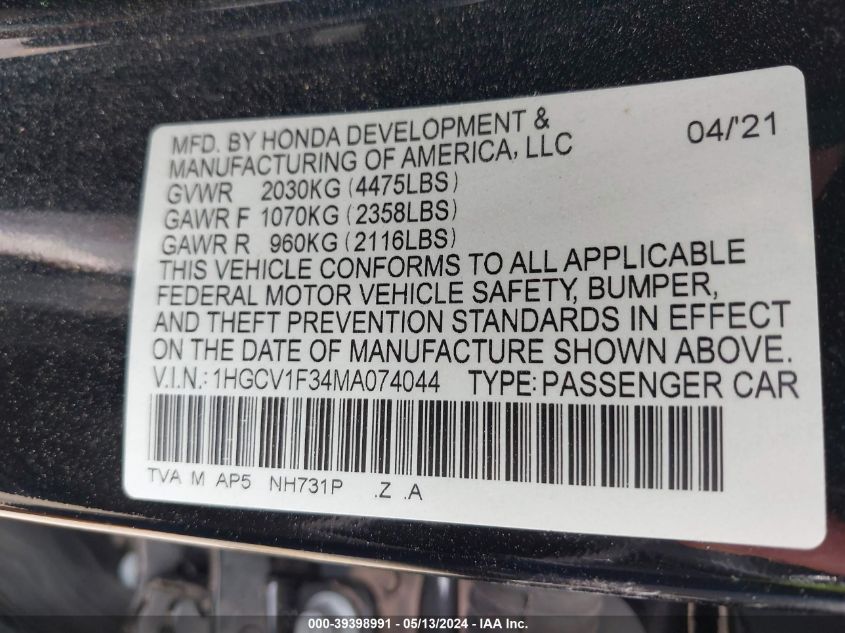 MFD. BY HONDA DEVELOPMENT & 04/'21
MANUFACTURING OF AMERICA, LLC
GVWR 2030KG (4475LBS)
GAWR F 1070KG (2358LBS)
GAWR R 960KG (2116LBS)
THIS VEHICLE CONFORMS TO ALL APPLICABLE
FEDERAL MOTOR VEHICLE SAFETY, BUMPER,
AND THEFT PREVENTION STANDARDS IN EFFECT
ON THE DATE OF MANUFACTURE SHOWN ABOVE.
V.I.N.: 1HGCV1F34MA074044 TYPE: PASSENGER CAR
TVA M AP5 NH731P .Z .A
000-39398991 / 05/13/2024 - IAA Inc.